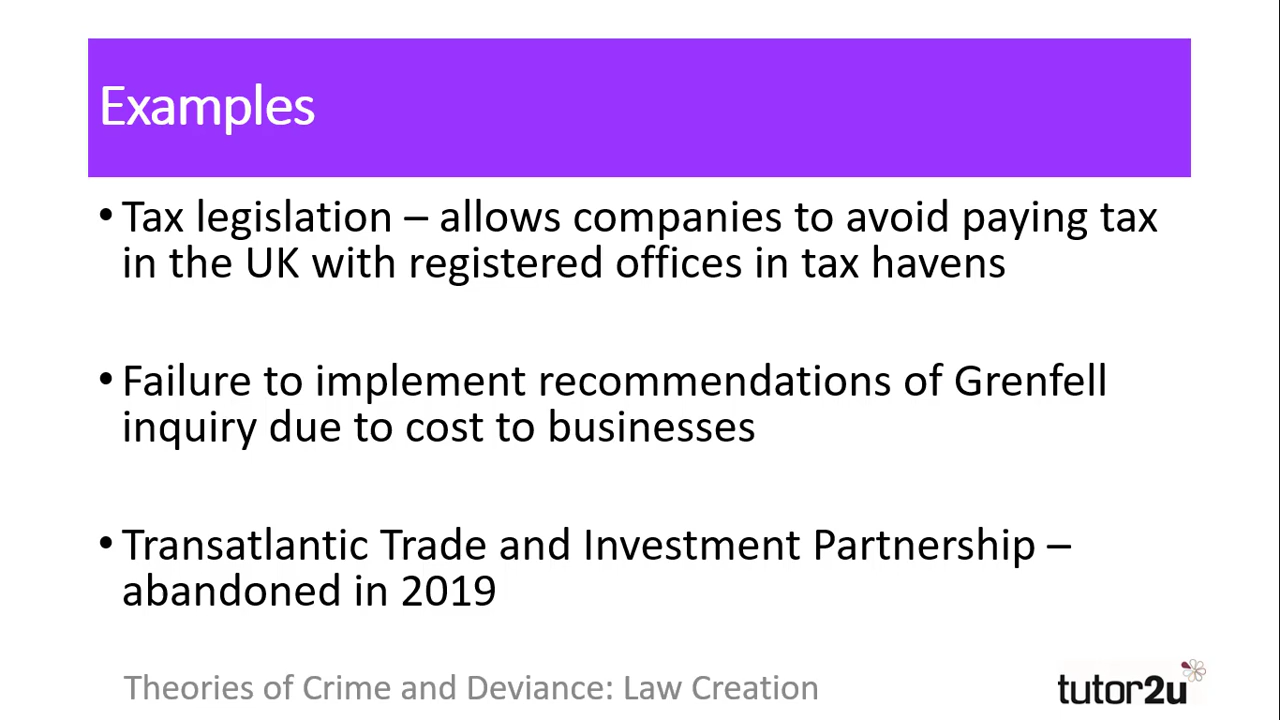 Examples
• Tax legislation – allows companies to avoid paying tax
in the UK with registered offices in tax havens
• Failure to implement recommendations of Grenfell
inquiry due to cost to businesses
• Transatlantic Trade and Investment Partnership –
abandoned in 2019
Theories of Crime and Deviance: Law Creation
tutor2u